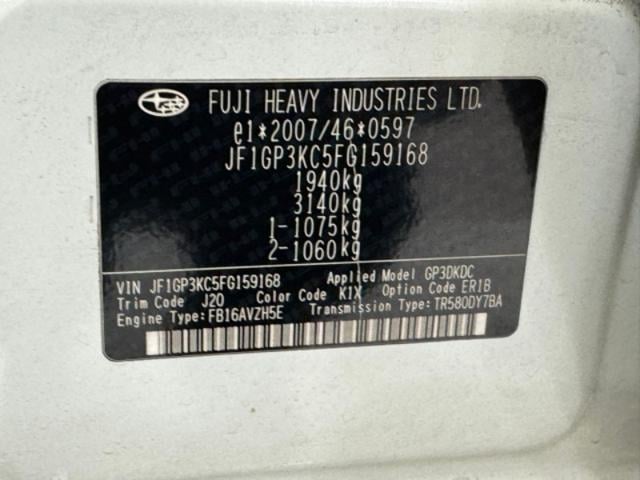 FUJI HEAVY INDUSTRIES LTD.
e1*2007/46*0597
JF1GP3KC5FG159168
1940kg
3140kg
1-1075kg
2-1060kg
VIN JF1GP3KC5FG159168 Applied Model GP3DKDC
Trim Code J20 Color Code K1X Option Code ER1B
Engine Type:FB16AVZH5E Transmission Type:TR580DY7BA